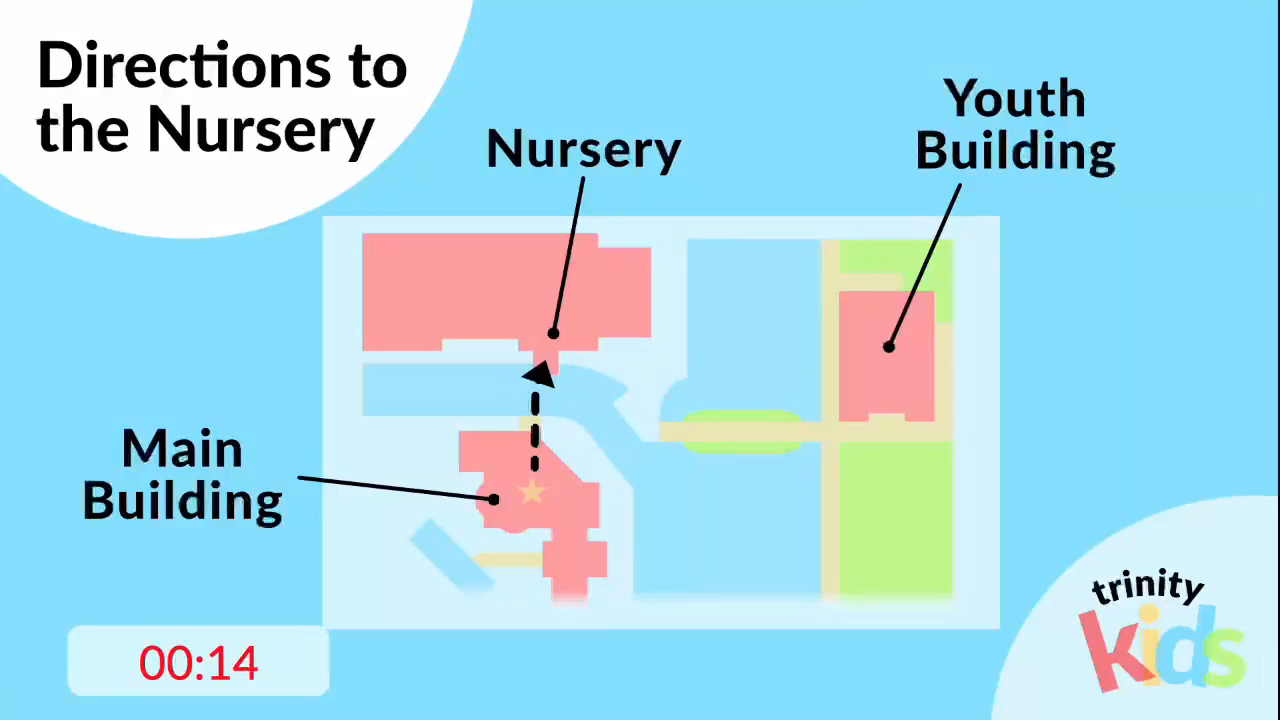 Directions to
the Nursery
Nursery
Youth
Building
Main
Building
00:14
trinity
kids